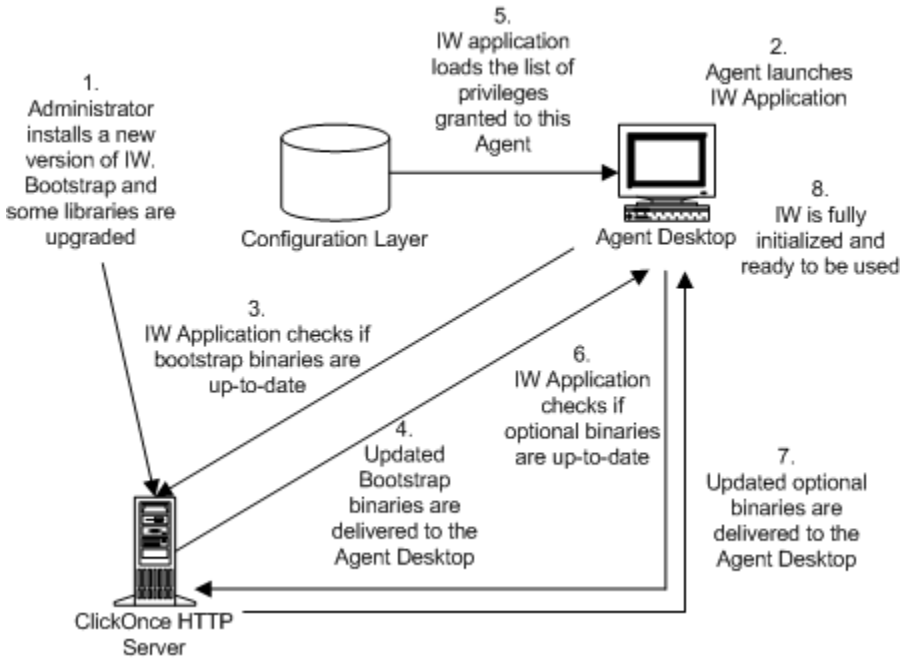 1.
Administrator
installs a new
version of IW.
Bootstrap and
some libraries are
upgraded
5.
IW application
loads the list of
privileges
granted to this
Agent
2.
Agent launches
IW Application
Configuration Layer
Agent Desktop
8.
IW is fully
initialized and
ready to be used
3.
IW Application checks if
bootstrap binaries are
up-to-date
4.
Updated
Bootstrap
binaries are
delivered to the
Agent Desktop
6.
IW Application
checks if
optional binaries
are up-to-date
7.
Updated optional
binaries are
delivered to the
Agent Desktop
ClickOnce HTTP
Server